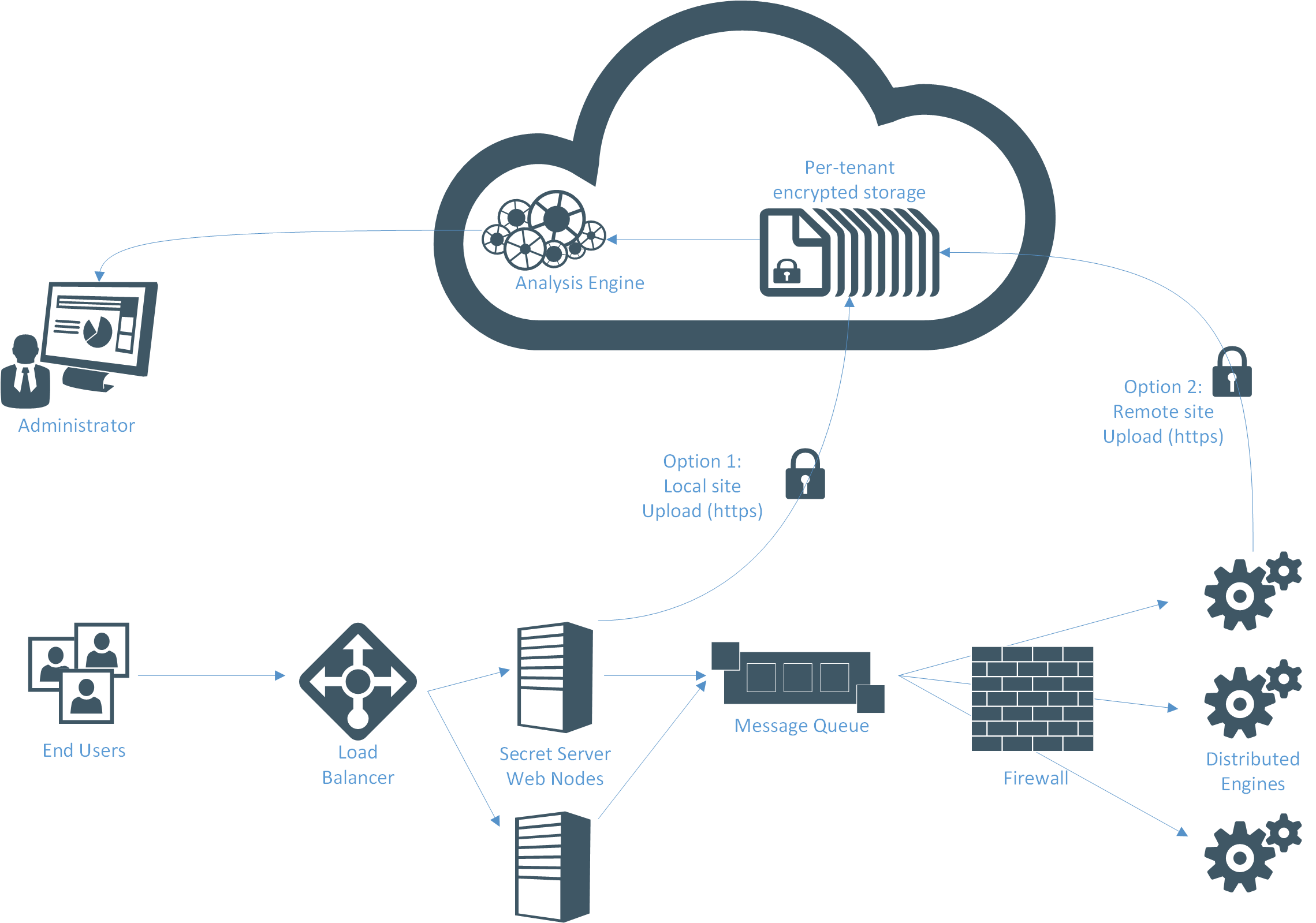 Per-tenant
encrypted storage
Analysis Engine
Administrator
Option 1:
Local site
Upload (https)
Option 2:
Remote site
Upload (https)
End Users
Load
Balancer
Secret Server
Web Nodes
Message Queue
Firewall
Distributed
Engines